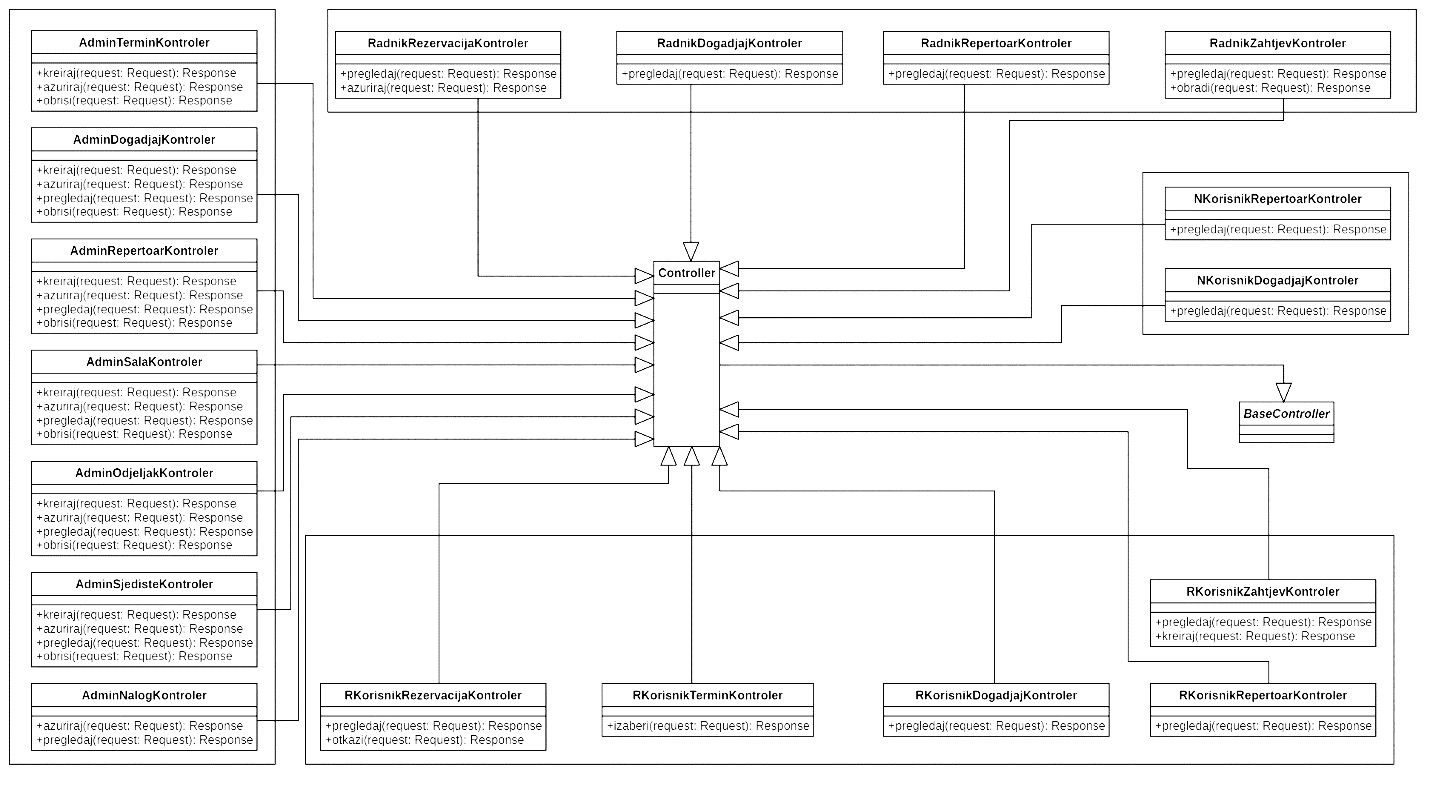 AdminTerminKontroler
+kreiraj(request: Request): Response
+azuriraj(request: Request): Response
+obrisi(request: Request): Response
AdminDogadjajKontroler
+kreiraj(request: Request): Response
+azuriraj(request: Request): Response
+pregledaj(request: Request): Response
+obrisi(request: Request): Response
AdminRepertoarKontroler
+kreiraj(request: Request): Response
+azuriraj(request: Request): Response
+pregledaj(request: Request): Response
+obrisi(request: Request): Response
AdminSalaKontroler
+kreiraj(request: Request): Response
+azuriraj(request: Request): Response
+pregledaj(request: Request): Response
+obrisi(request: Request): Response
AdminOdjeljakKontroler
+kreiraj(request: Request): Response
+azuriraj(request: Request): Response
+pregledaj(request: Request): Response
+obrisi(request: Request): Response
AdminSjedisteKontroler
+kreiraj(request: Request): Response
+azuriraj(request: Request): Response
+pregledaj(request: Request): Response
+obrisi(request: Request): Response
AdminNalogKontroler
+azuriraj(request: Request): Response
+pregledaj(request: Request): Response
RadnikRezervacijaKontroler
+pregledaj(request: Request): Response
+azuriraj(request: Request): Response
RadnikDogadjajKontroler
+pregledaj(request: Request): Response
RadnikRepertoarKontroler
+pregledaj(request: Request): Response
RadnikZahtjevKontroler
+pregledaj(request: Request): Response
+obradi(request: Request): Response
NKorisnikRepertoarKontroler
+pregledaj(request: Request): Response
NKorisnikDogadjajKontroler
+pregledaj(request: Request): Response
Controller
BaseController
RKorisnikZahtjevKontroler
+pregledaj(request: Request): Response
+kreiraj(request: Request): Response
RKorisnikRezervacijaKontroler
+pregledaj(request: Request): Response
+otkazi(request: Request): Response
RKorisnikTerminKontroler
+izaberi(request: Request): Response
RKorisnikDogadjajKontroler
+pregledaj(request: Request): Response
RKorisnikRepertoarKontroler
+pregledaj(request: Request): Response